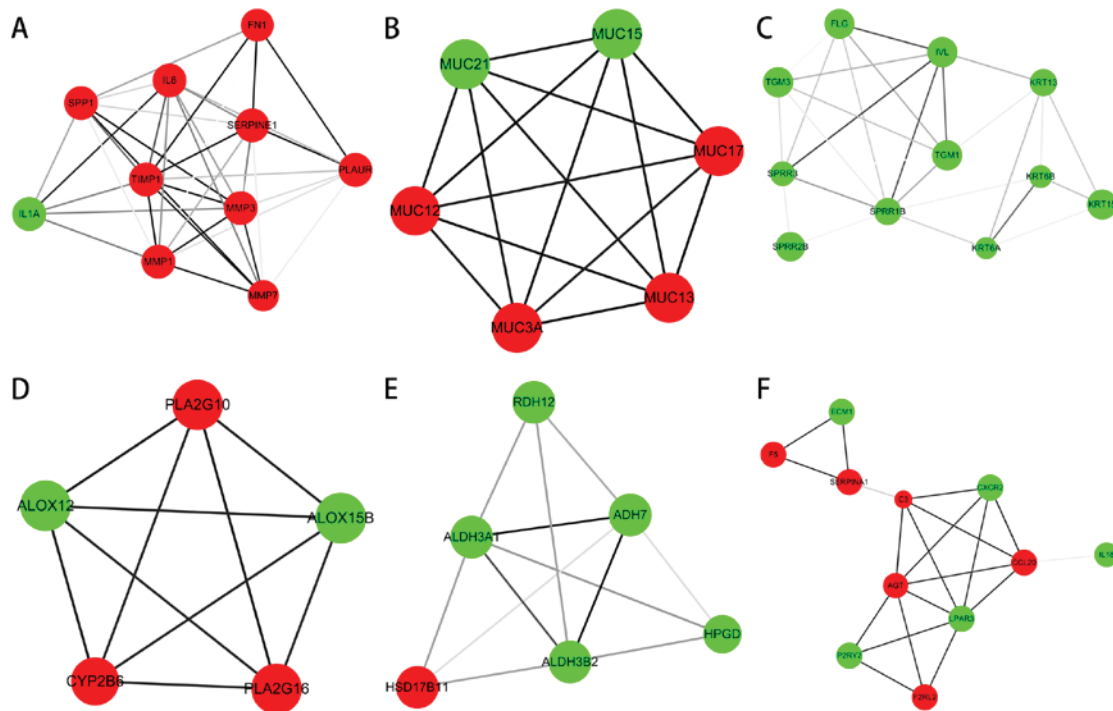 A
FN1
IL8
SPP1
SERPINE1
PLAUR
TIMP1
MMP3
IL1A
MMP1
MMP7
B
MUC15
MUC21
MUC17
MUC12
MUC13
MUC3A
C
FLG
IVL
TGM3
KRT13
TGM1
SPRR3
KRT6B
SPRR1B
KRT15
SPRR2B
KRT6A
D
PLA2G10
ALOX12
ALOX15B
CYP2B6
PLA2G16
E
RDH12
ADH7
ALDH3A1
HPGD
ALDH3B2
HSD17B11
F
ECM1
F5
SERPINA1
CXCR2
C3
IL16
CCL20
AGT
LPAR3
P2RY2
F2RL2